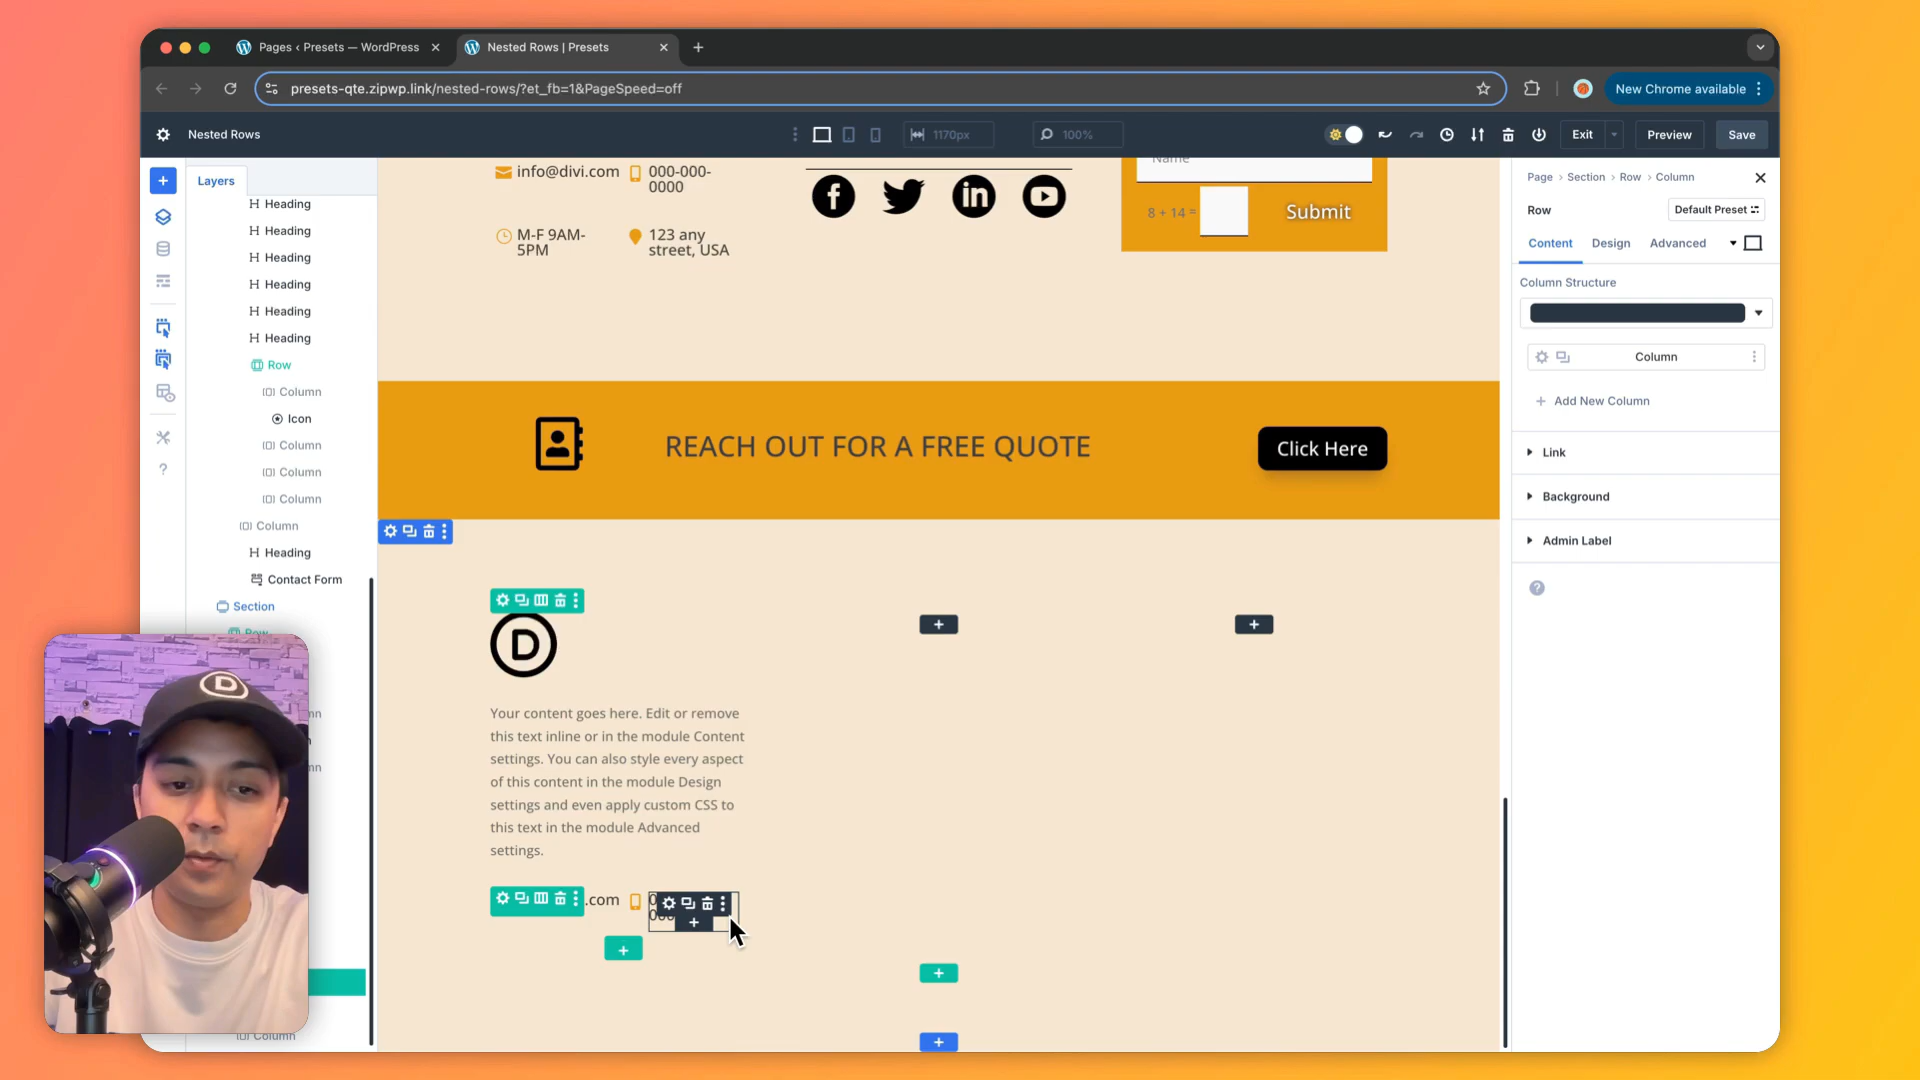 Pages ‹ Presets — WordPress
Nested Rows | Presets
presets-qte.zipwp.link/nested-rows/?et_fb=1&PageSpeed=off
New Chrome available
Nested Rows
1170px
100%
Exit
Preview
Save
Layers
Heading
Heading
Heading
Heading
Heading
Heading
Row
Column
Icon
Column
Column
Column
Column
Heading
Contact Form
Section
Row
Column
info@divi.com
000-000-
0000
M-F 9AM-
5PM
123 any
street, USA
Name
8 + 14 =
Submit
REACH OUT FOR A FREE QUOTE
Click Here
D
Your content goes here. Edit or remove
this text inline or in the module Content
settings. You can also style every aspect
of this content in the module Design
settings and even apply custom CSS to
this text in the module Advanced
settings.
.com
Page › Section › Row › Column
Row
Default Preset
Content
Design
Advanced
Column Structure
Column
Add New Column
Link
Background
Admin Label
D